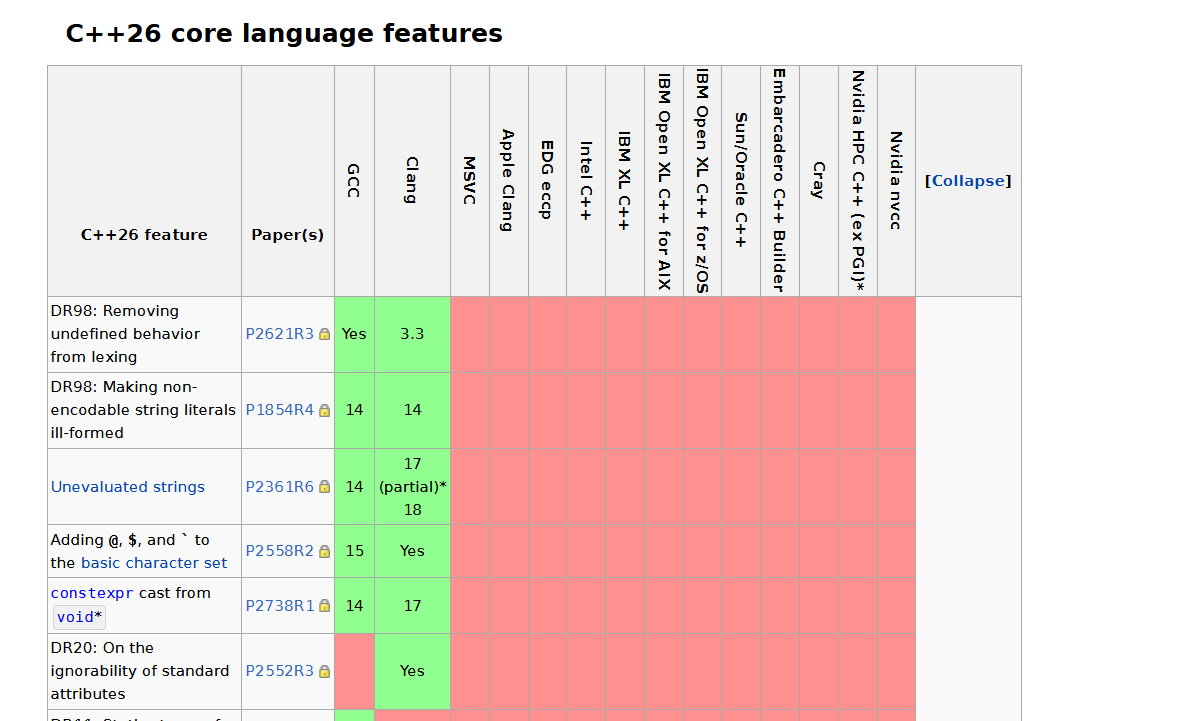 C++26 core language features
C++26 feature
Paper(s)
GCC
Clang
MSVC
Apple Clang
EDG eccp
Intel C++
IBM XL C++
IBM Open XL C++ for AIX
IBM Open XL C++ for z/OS
Sun/Oracle C++
Embarcadero C++ Builder
Cray
Nvidia HPC C++ (ex PGI)*
Nvidia nvcc
[Collapse]
DR98: Removing
undefined behavior
from lexing
P2621R3
Yes
3.3
DR98: Making non-
encodable string literals
ill-formed
P1854R4
14
14
Unevaluated strings
P2361R6
14
17
(partial)*
18
Adding @, $, and ` to
the basic character set
P2558R2
15
Yes
constexpr cast from
void*
P2738R1
14
17
DR20: On the
ignorability of standard
attributes
P2552R3
Yes